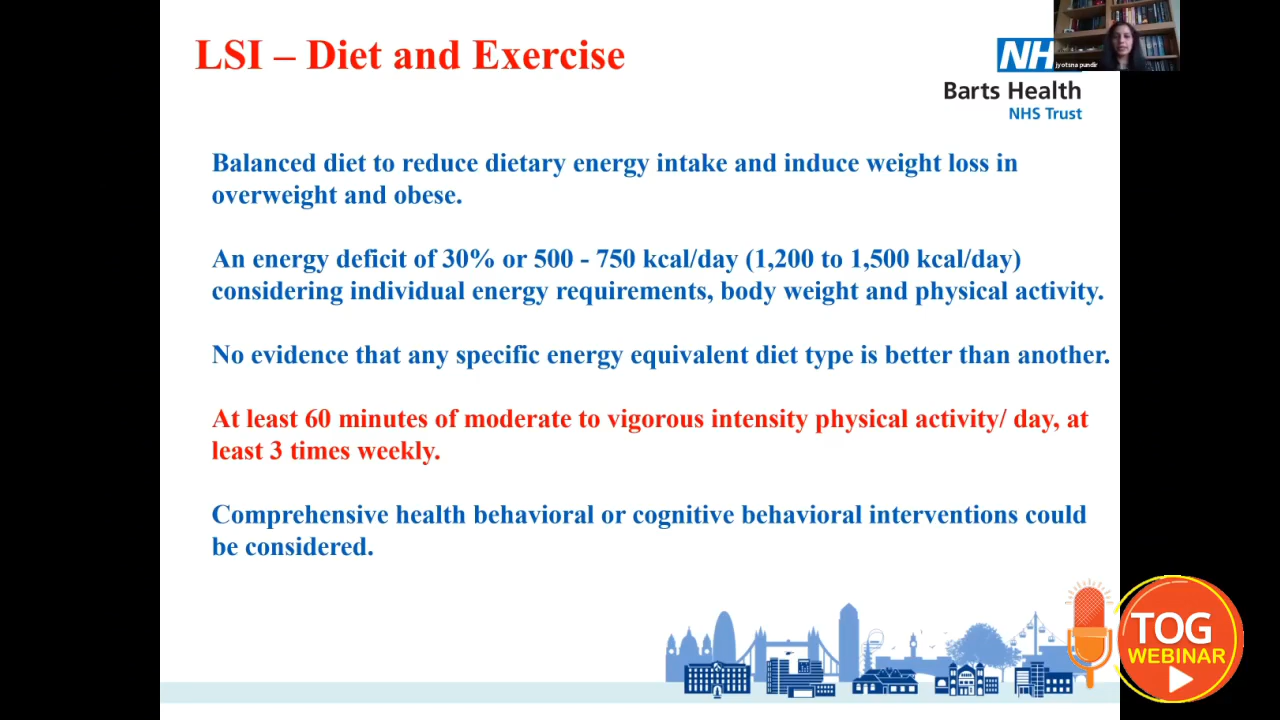 LSI – Diet and Exercise
NH
jyotsna pundir
Barts Health
NHS Trust
Balanced diet to reduce dietary energy intake and induce weight loss in
overweight and obese.
An energy deficit of 30% or 500 - 750 kcal/day (1,200 to 1,500 kcal/day)
considering individual energy requirements, body weight and physical activity.
No evidence that any specific energy equivalent diet type is better than another.
At least 60 minutes of moderate to vigorous intensity physical activity/ day, at
least 3 times weekly.
Comprehensive health behavioral or cognitive behavioral interventions could
be considered.
TOG
WEBINAR